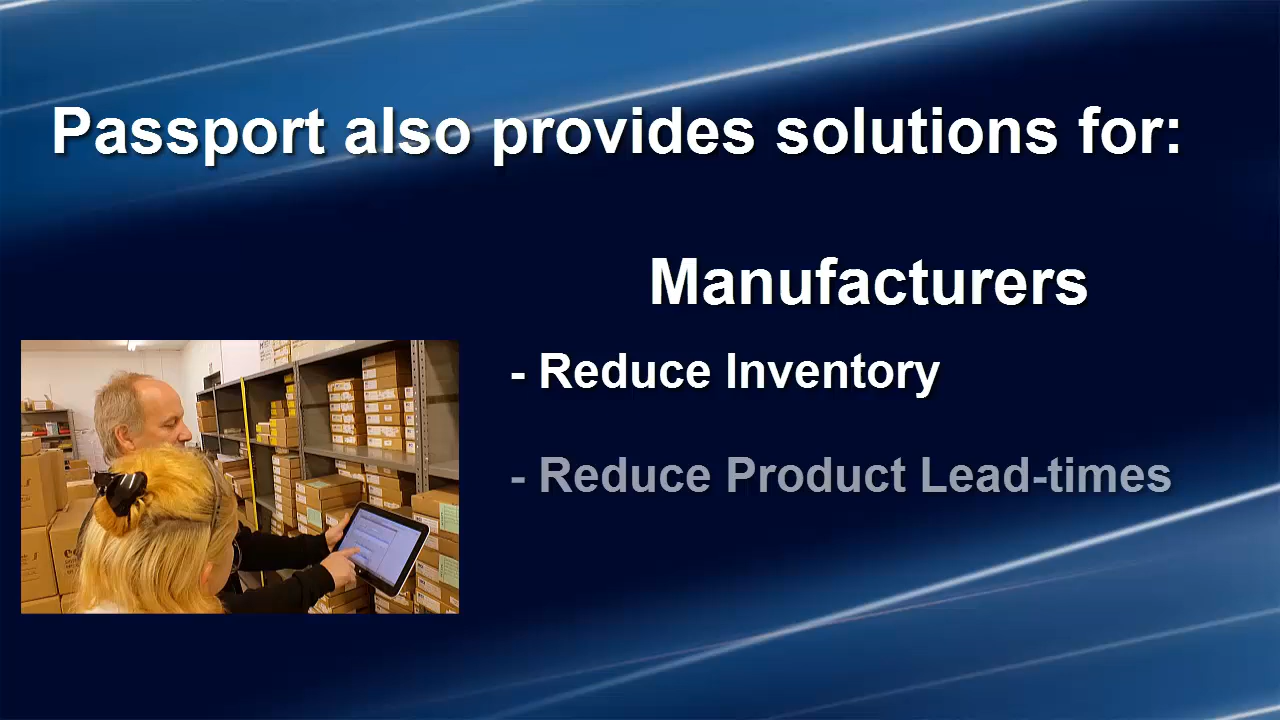 Passport also provides solutions for:
Manufacturers
- Reduce Inventory
- Reduce Product Lead-times